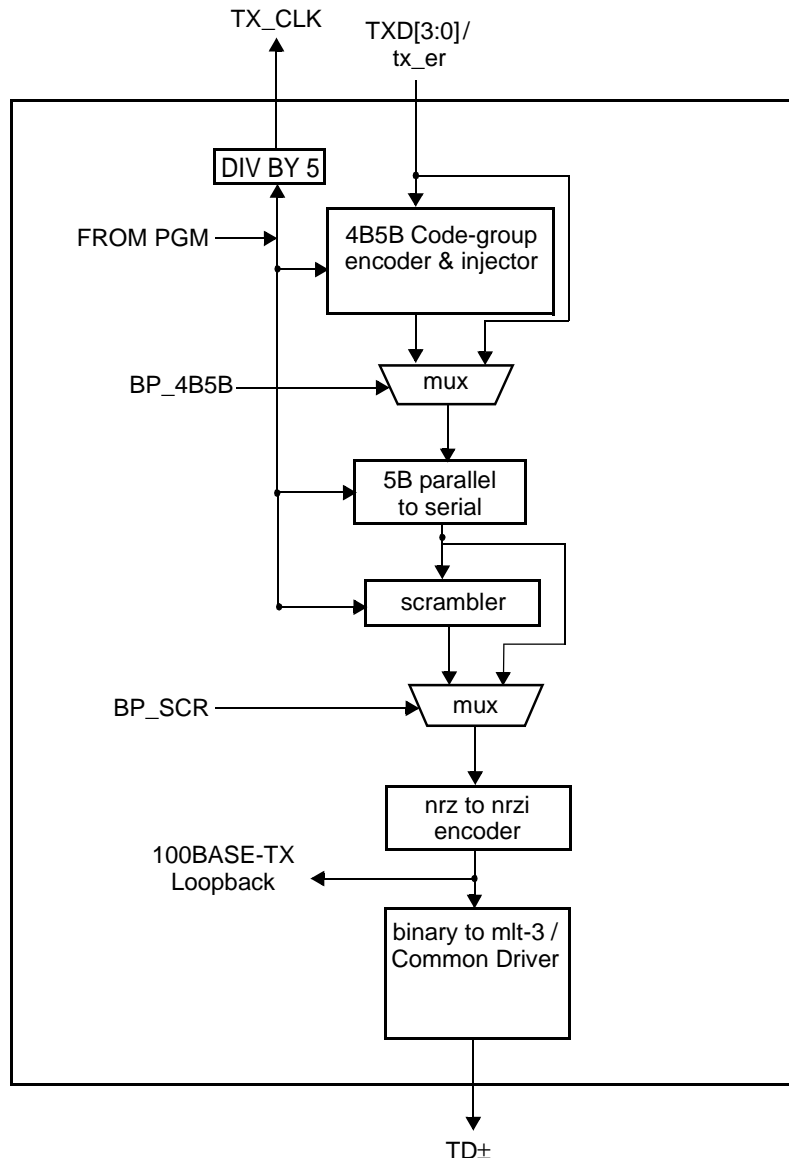 TX_CLK
TXD[3:0]/
tx_er
DIV BY 5
FROM PGM
4B5B Code-group
encoder & injector
BP_4B5B
mux
5B parallel
to serial
scrambler
BP_SCR
mux
nrz to nrzi
encoder
100BASE-TX
Loopback
binary to mlt-3 /
Common Driver
TD±